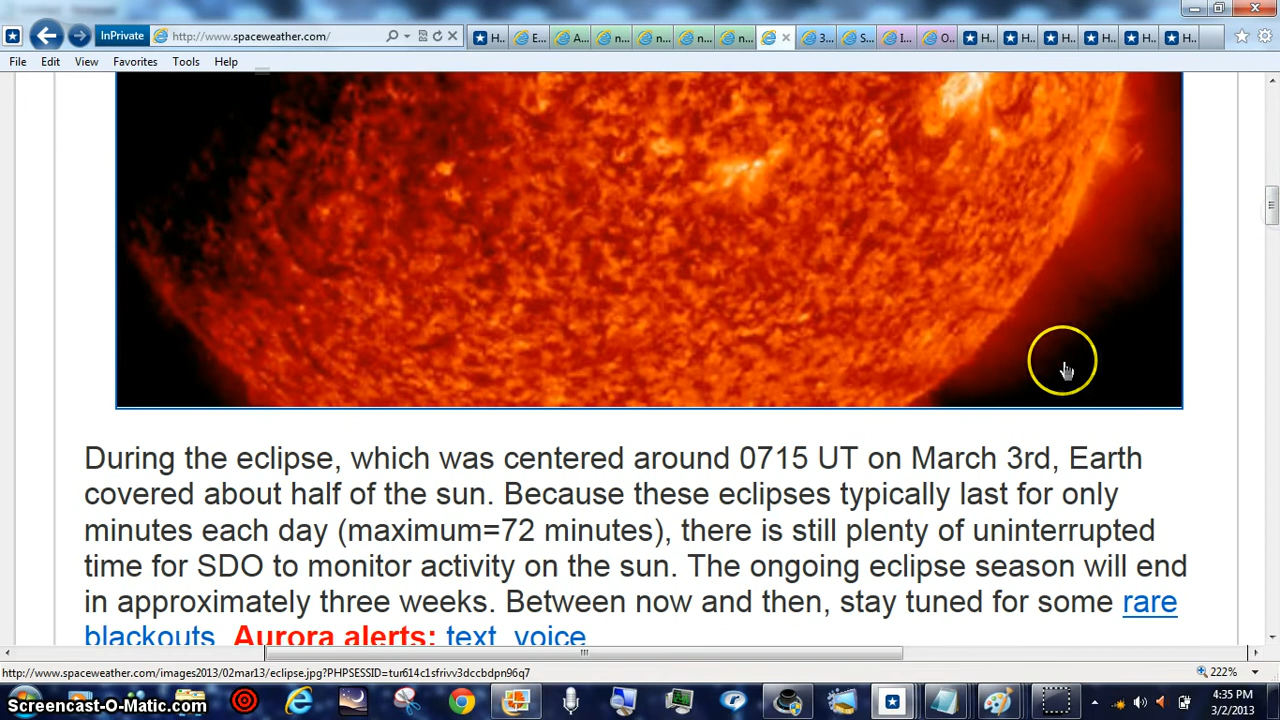 InPrivate
http://www.spaceweather.com/
H..
E..
A..
n..
n..
n..
n..
3..
S..
I..
O..
H..
H..
H..
H..
H..
H..
File Edit View Favorites Tools Help
During the eclipse, which was centered around 0715 UT on March 3rd, Earth
covered about half of the sun. Because these eclipses typically last for only
minutes each day (maximum=72 minutes), there is still plenty of uninterrupted
time for SDO to monitor activity on the sun. The ongoing eclipse season will end
in approximately three weeks. Between now and then, stay tuned for some rare
blackouts Aurora alerts: text voice
http://www.spaceweather.com/images2013/02mar13/eclipse.jpg?PHPSESSID=tur614c1sfrivv3dccbdpn96q7
222%
Screencast-O-Matic.com
4:35 PM
3/2/2013